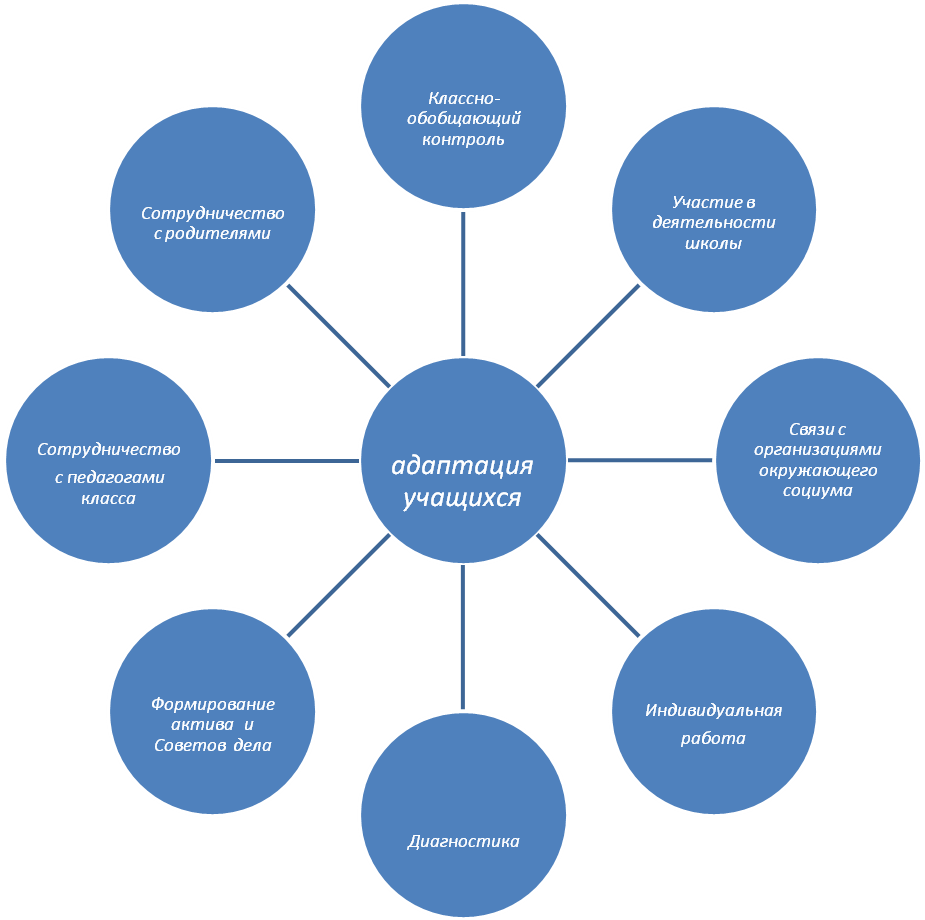 Классно-
обобщающий
контроль
Участие в
деятельности
школы
Связи с
организациями
окружающего
социума
Индивидуальная
работа
Диагностика
Формирование
актива и
Советов дела
Сотрудничество
с педагогами
класса
Сотрудничество
с родителями
адаптация
учащихся